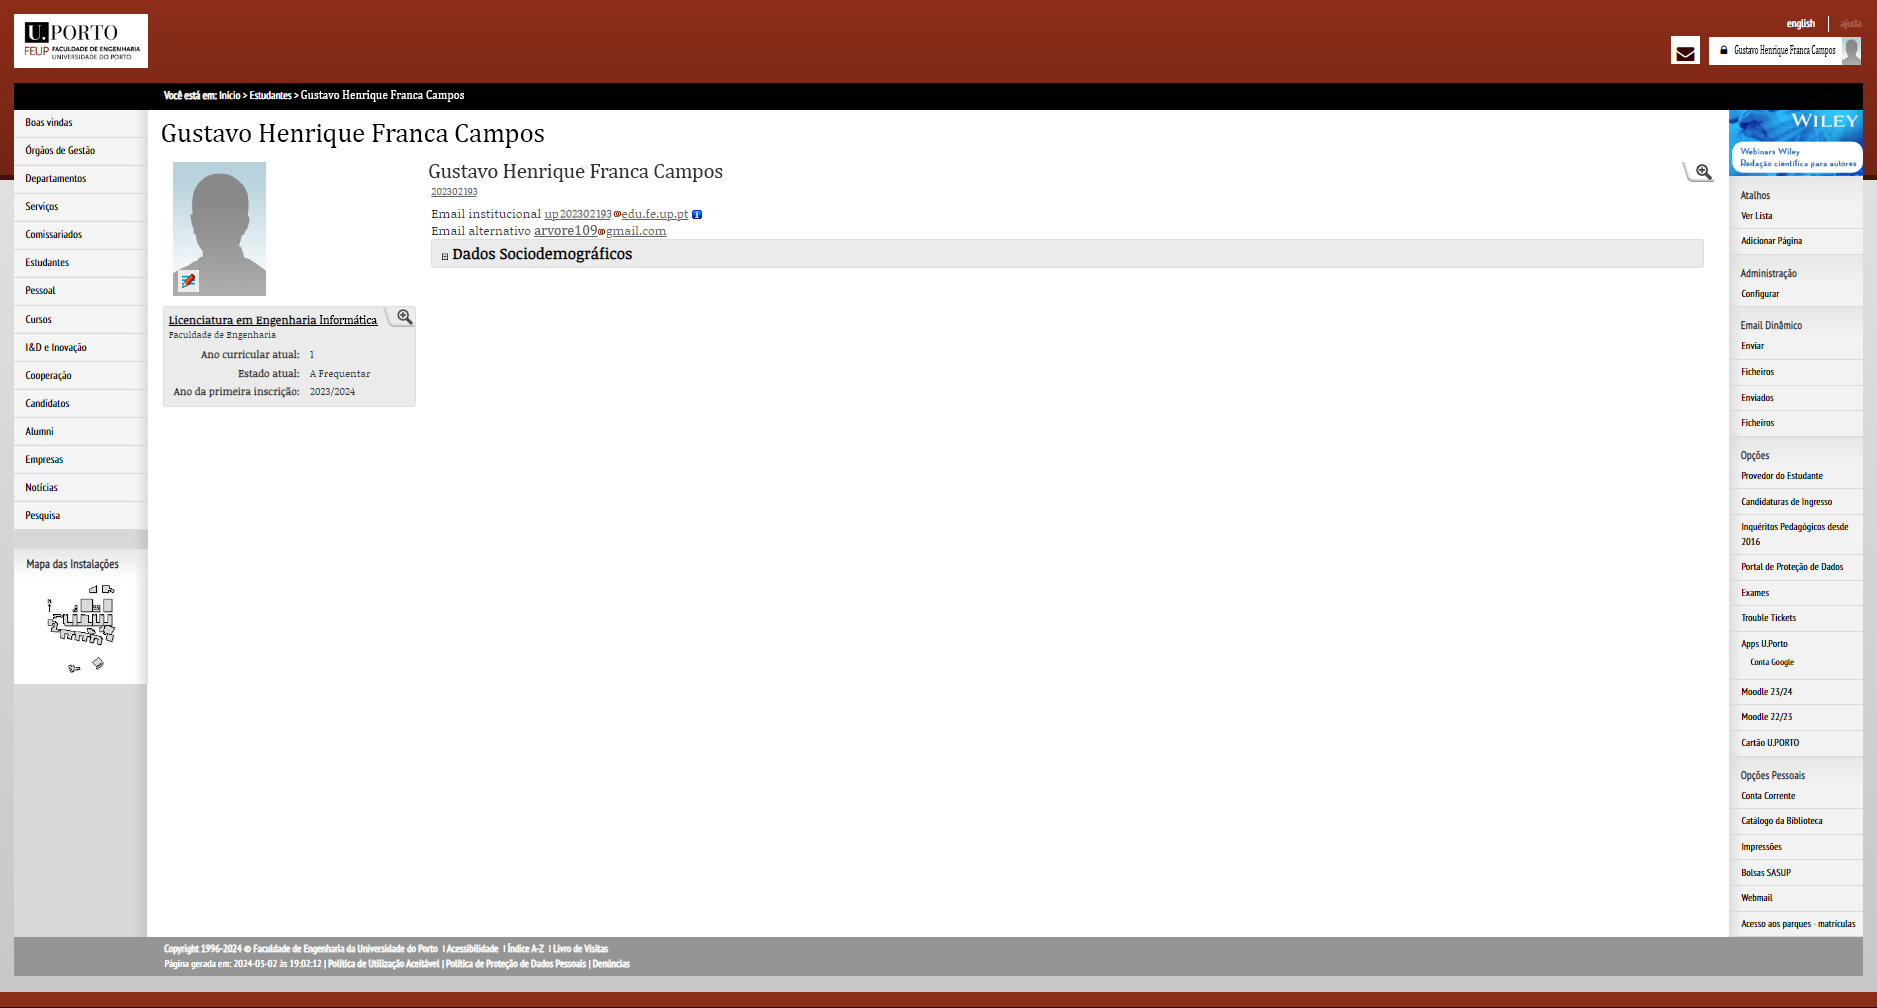 U.PORTO
FEUP FACULDADE DE ENGENHARIA
UNIVERSIDADE DO PORTO
english
ajuda
Gustavo Henrique Franca Campos
Você está em: Início > Estudantes > Gustavo Henrique Franca Campos
Boas vindas
Órgãos de Gestão
Departamentos
Serviços
Comissariados
Estudantes
Pessoal
Cursos
I&D e Inovação
Cooperação
Candidatos
Alumni
Empresas
Notícias
Pesquisa
Mapa das Instalações
N
Gustavo Henrique Franca Campos
Gustavo Henrique Franca Campos
202302193
Email institucional up202302193@edu.fe.up.pt
Email alternativo arvore109@gmail.com
Dados Sociodemográficos
Licenciatura em Engenharia Informática
Faculdade de Engenharia
Ano curricular atual: 1
Estado atual: A Frequentar
Ano da primeira inscrição: 2023/2024
WILEY
Webinars Wiley
Redação científica para autores
Atalhos
Ver Lista
Adicionar Página
Administração
Configurar
Email Dinâmico
Enviar
Ficheiros
Enviados
Ficheiros
Opções
Provedor do Estudante
Candidaturas de Ingresso
Inquéritos Pedagógicos desde
2016
Portal de Proteção de Dados
Exames
Trouble Tickets
Apps U.Porto
Conta Google
Moodle 23/24
Moodle 22/23
Cartão U.PORTO
Opções Pessoais
Conta Corrente
Catálogo da Biblioteca
Impressões
Bolsas SASUP
Webmail
Acesso aos parques - matrículas
Copyright 1996-2024 © Faculdade de Engenharia da Universidade do Porto | Acessibilidade | Índice A-Z | Livro de Visitas
Página gerada em: 2024-03-02 às 19:02:12 | Política de Utilização Aceitável | Política de Proteção de Dados Pessoais | Denúncias